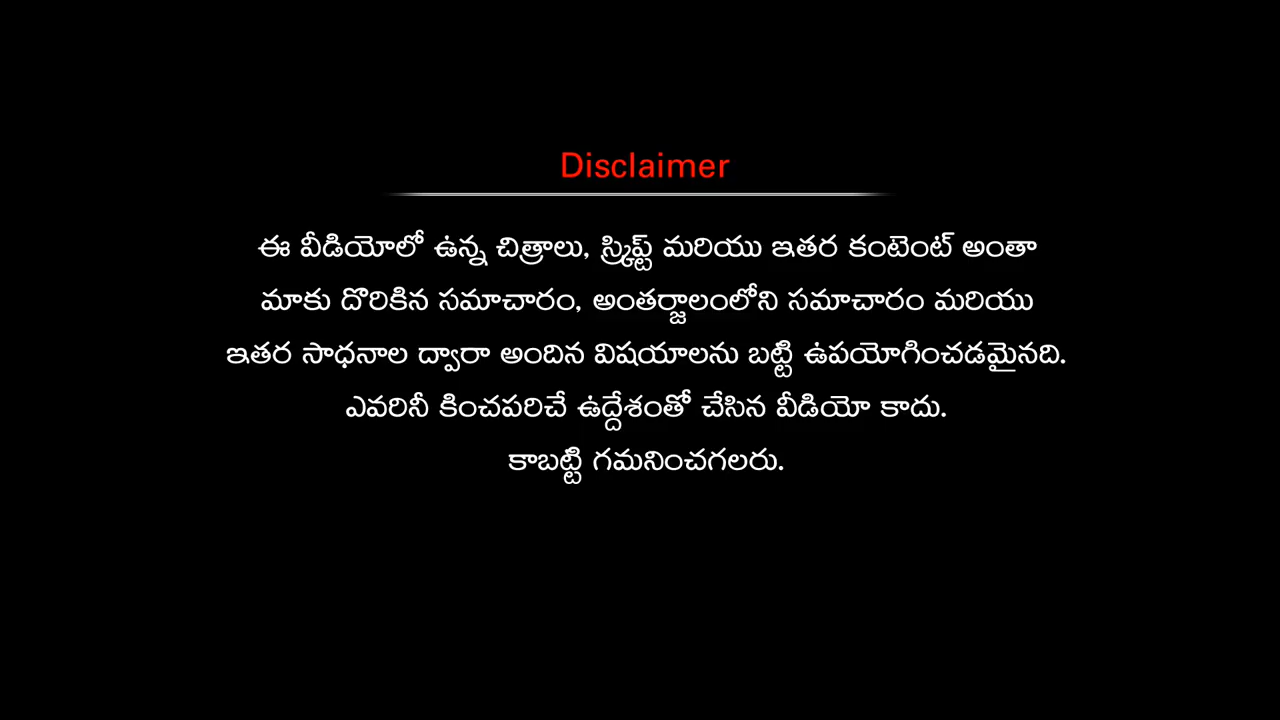 Disclaimer
ఈ వీడియోలో ఉన్న చిత్రాలు, స్క్రిప్ట్ మరియు ఇతర కంటెంట్ అంతా
మాకు దొరికిన సమాచారం, అంతర్జాలంలోని సమాచారం మరియు
ఇతర సాధనాల ద్వారా అందిన విషయాలను బట్టి ఉపయోగించడమైనది.
ఎవరినీ కించపరిచే ఉద్దేశంతో చేసిన వీడియో కాదు.
కాబట్టి గమనించగలరు.